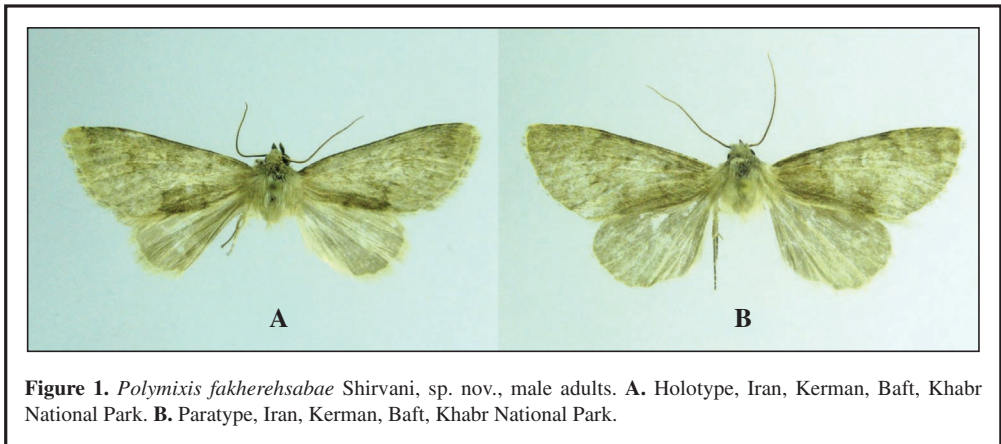 A
B
Figure 1. Polymixis fakherehsabae Shirvani, sp. nov., male adults. A. Holotype, Iran, Kerman, Baft, Khabr
National Park. B. Paratype, Iran, Kerman, Baft, Khabr National Park.